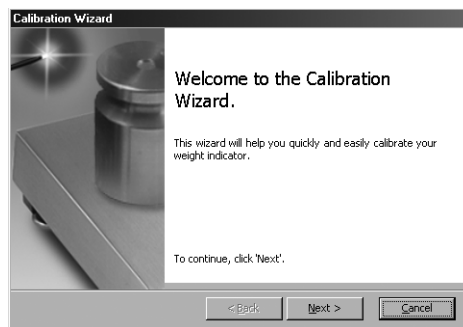 Calibration Wizard
Welcome to the Calibration
Wizard.
This wizard will help you quickly and easily calibrate your
weight indicator.
To continue, click 'Next'.
< Back Next > Cancel